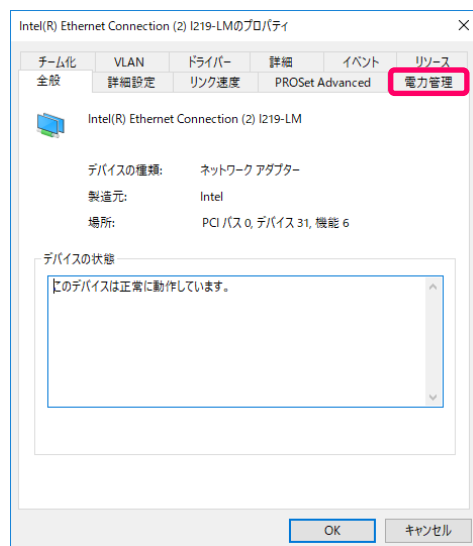 Intel(R) Ethernet Connection (2) I219-LMのプロパティ
チーム化 VLAN ドライバー 詳細 イベント リソース
全般 詳細設定 リンク速度 PROSet Advanced 電力管理
Intel(R) Ethernet Connection (2) I219-LM
デバイスの種類: ネットワーク アダプター
製造元: Intel
場所: PCI バス 0, デバイス 31, 機能 6
デバイスの状態
このデバイスは正常に動作しています。
OK キャンセル